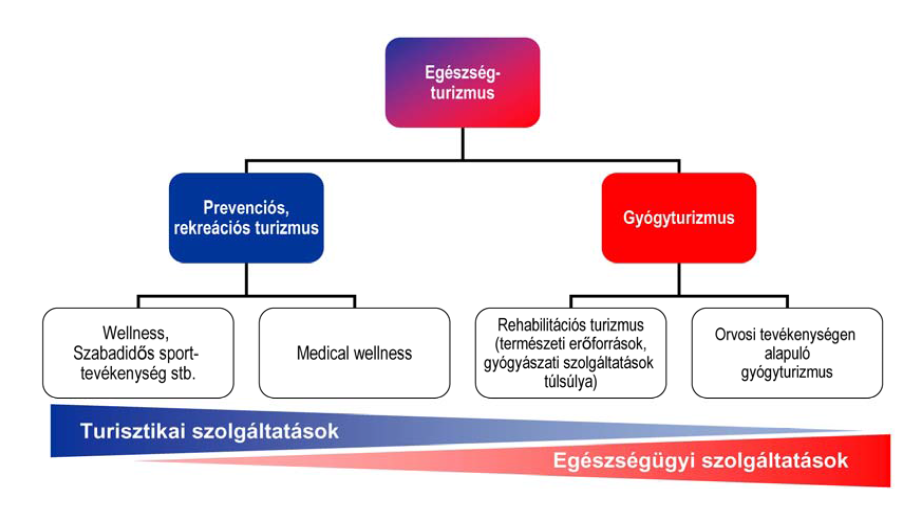 Egészség-
turizmus
Prevenciós,
rekreációs turizmus
Gyógyturizmus
Wellness,
Szabadidős sport-
tevékenység stb.
Medical wellness
Rehabilitációs turizmus
(természeti erőforrások,
gyógyászati szolgáltatások
túlsúlya)
Orvosi tevékenységen
alapuló
gyógyturizmus
Turisztikai szolgáltatások
Egészségügyi szolgáltatások